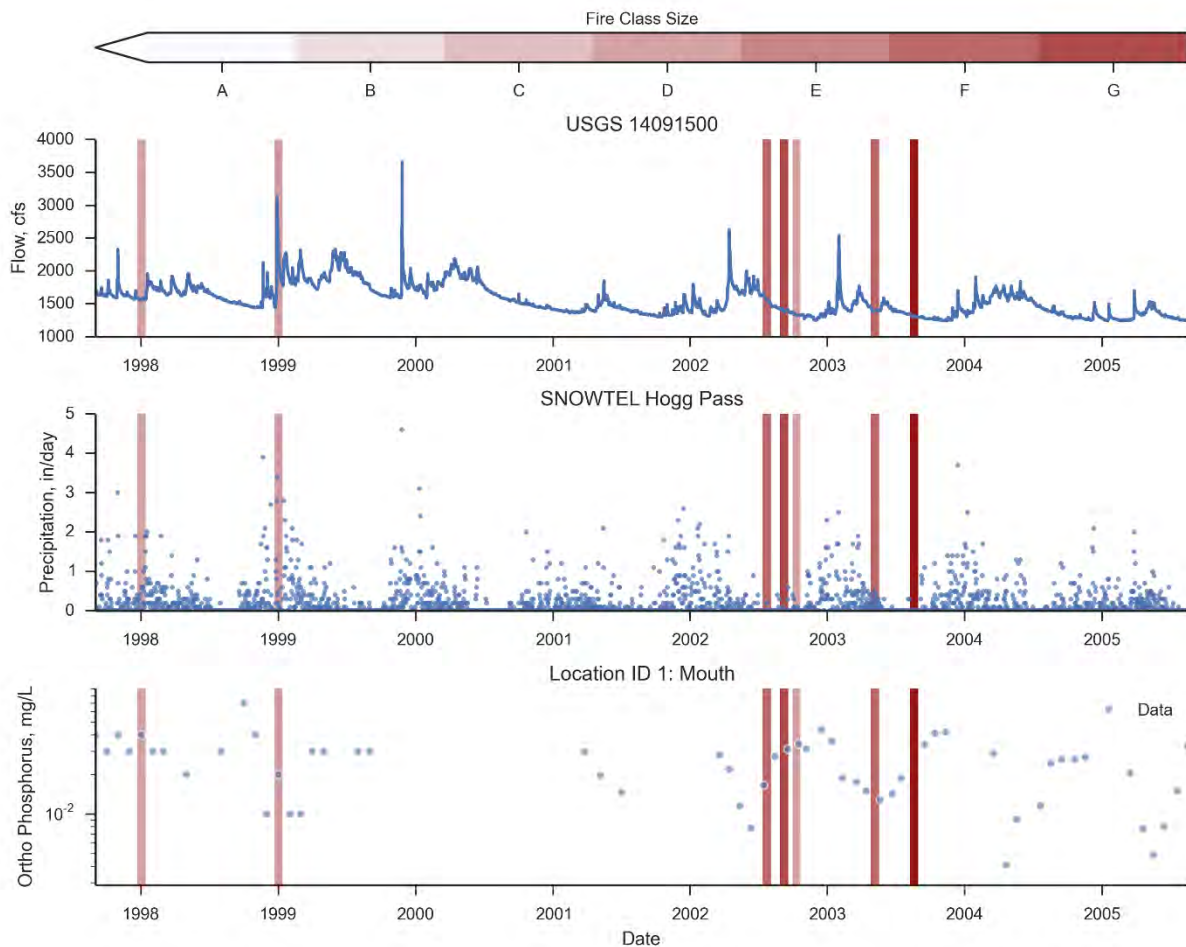 Fire Class Size
A B C D E F G
USGS 14091500
Flow, cfs
4000
3500
3000
2500
2000
1500
1000
1998 1999 2000 2001 2002 2003 2004 2005
SNOWTEL Hogg Pass
Precipitation, in/day
5
4
3
2
1
0
1998 1999 2000 2001 2002 2003 2004 2005
Location ID 1: Mouth
Ortho Phosphorus, mg/L
Data
10⁻²
1998 1999 2000 2001 2002 2003 2004 2005
Date